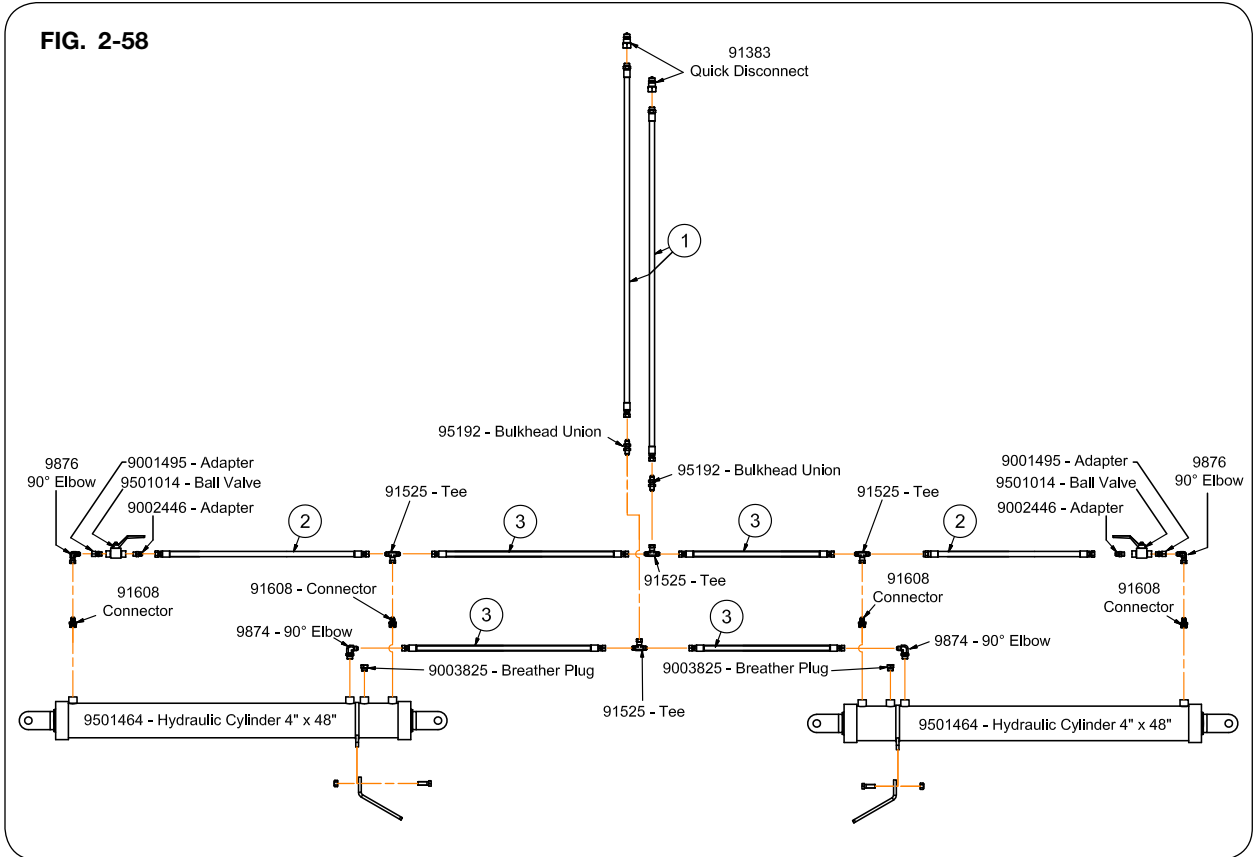 FIG. 2-58
91383
Quick Disconnect
1
95192 - Bulkhead Union
95192 - Bulkhead Union
9876
90° Elbow
9001495 - Adapter
9501014 - Ball Valve
9002446 - Adapter
2
91525 - Tee
3
3
91525 - Tee
2
9001495 - Adapter
9501014 - Ball Valve
9002446 - Adapter
9876
90° Elbow
91525 - Tee
91608
Connector
91608 - Connector
91608
Connector
91608
Connector
9874 - 90° Elbow
3
3
9874 - 90° Elbow
9003825 - Breather Plug
9003825 - Breather Plug
91525 - Tee
9501464 - Hydraulic Cylinder 4" x 48"
9501464 - Hydraulic Cylinder 4" x 48"